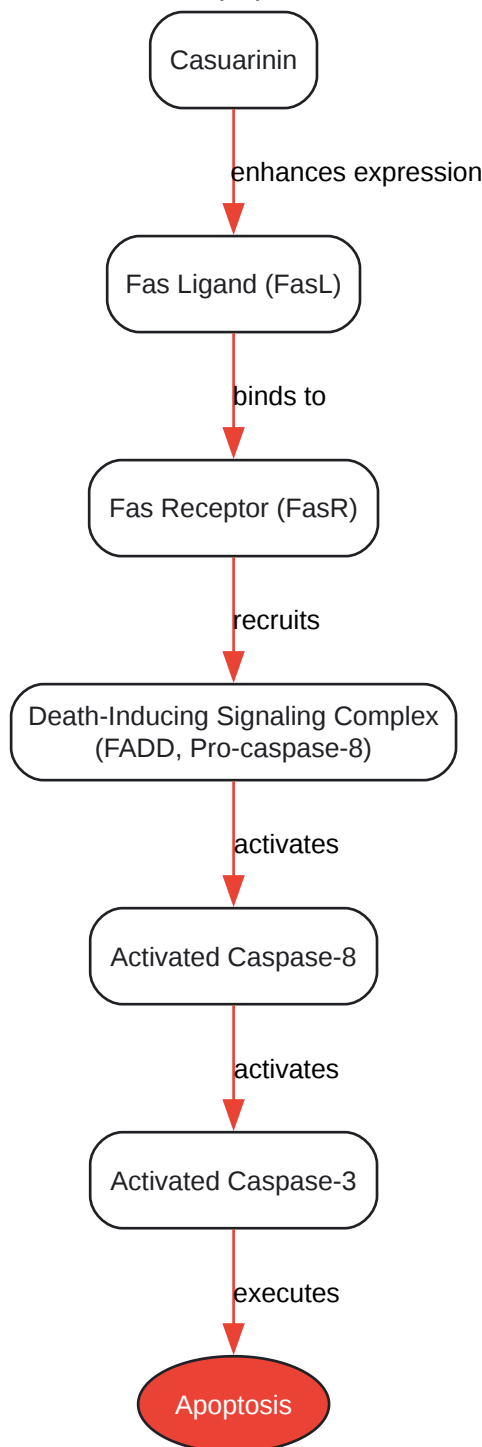 Casuarinin
enhances expression
Fas Ligand (FasL)
binds to
Fas Receptor (FasR)
recruits
Death-Inducing Signaling Complex
(FADD, Pro-caspase-8)
activates
Activated Caspase-8
activates
Activated Caspase-3
executes
Apoptosis